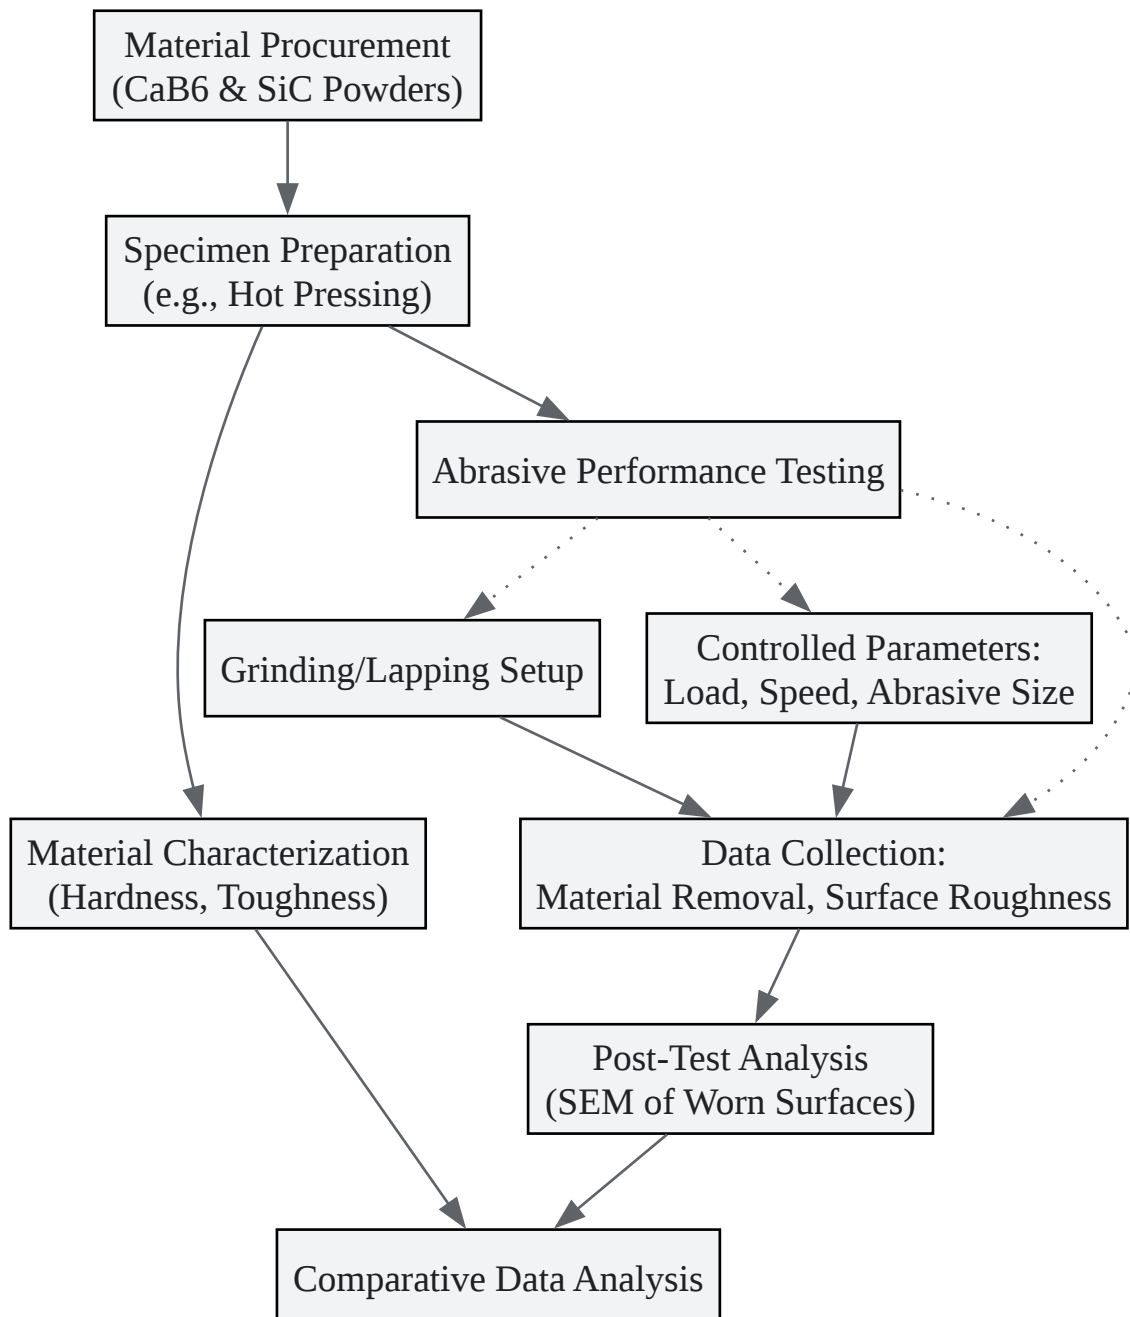 Material Procurement
(CaB6 & SiC Powders)
Specimen Preparation
(e.g., Hot Pressing)
Abrasive Performance Testing
Grinding/Lapping Setup
Controlled Parameters:
Load, Speed, Abrasive Size
Material Characterization
(Hardness, Toughness)
Data Collection:
Material Removal, Surface Roughness
Post-Test Analysis
(SEM of Worn Surfaces)
Comparative Data Analysis